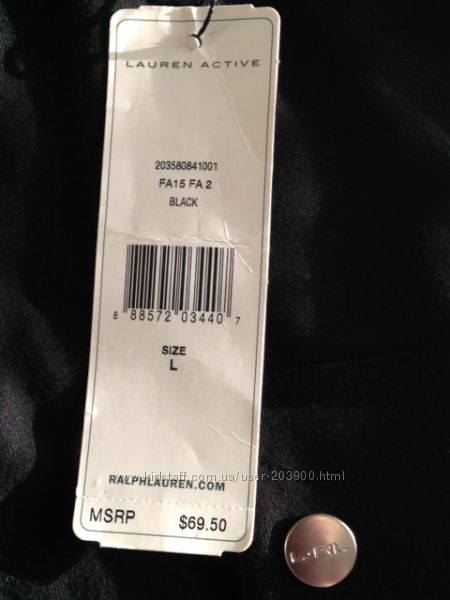 LAUREN ACTIVE
203580841001
FA15 FA 2
BLACK
8 88572 03440 7
SIZE
L
www.kidstaff.com.ua/user-203900.html
RALPHLAUREN.COM
MSRP $69.50
L·RL